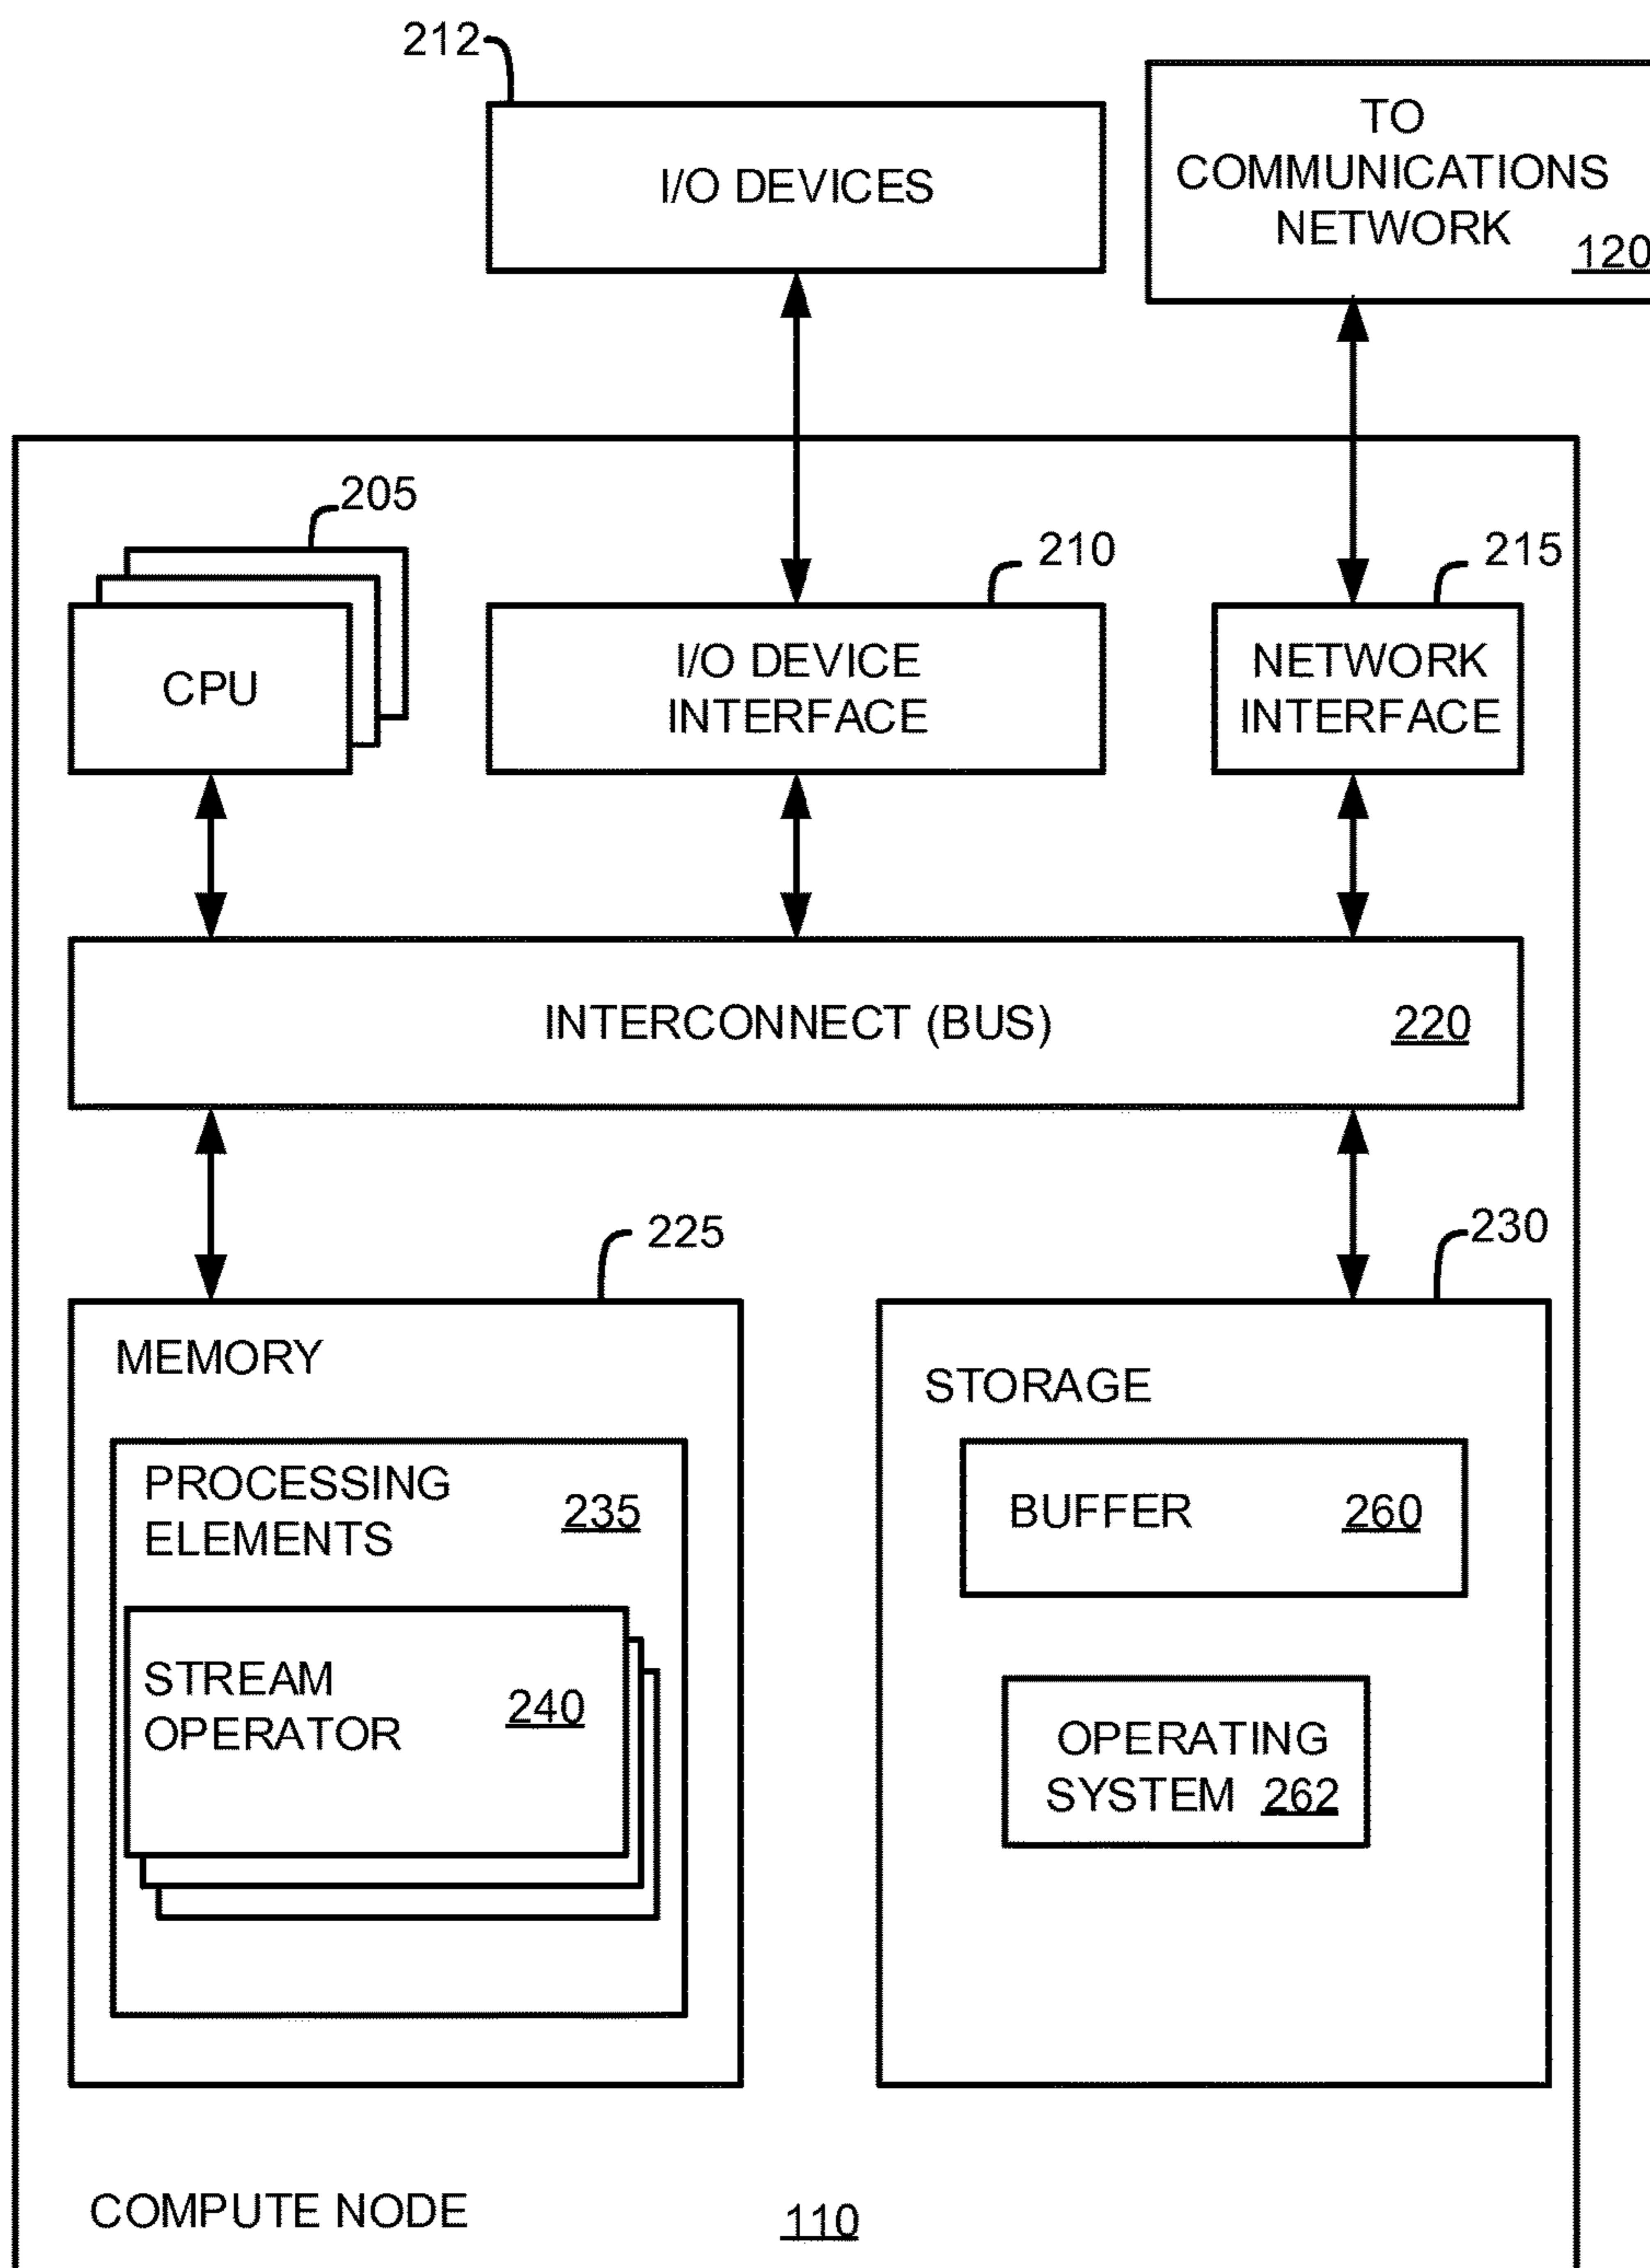 212
I/O DEVICES
TO
COMMUNICATIONS
NETWORK
120
205
CPU
210
I/O DEVICE
INTERFACE
215
NETWORK
INTERFACE
INTERCONNECT (BUS)
220
225
MEMORY
PROCESSING
ELEMENTS
235
STREAM
OPERATOR
240
230
STORAGE
BUFFER
260
OPERATING
SYSTEM 262
COMPUTE NODE
110